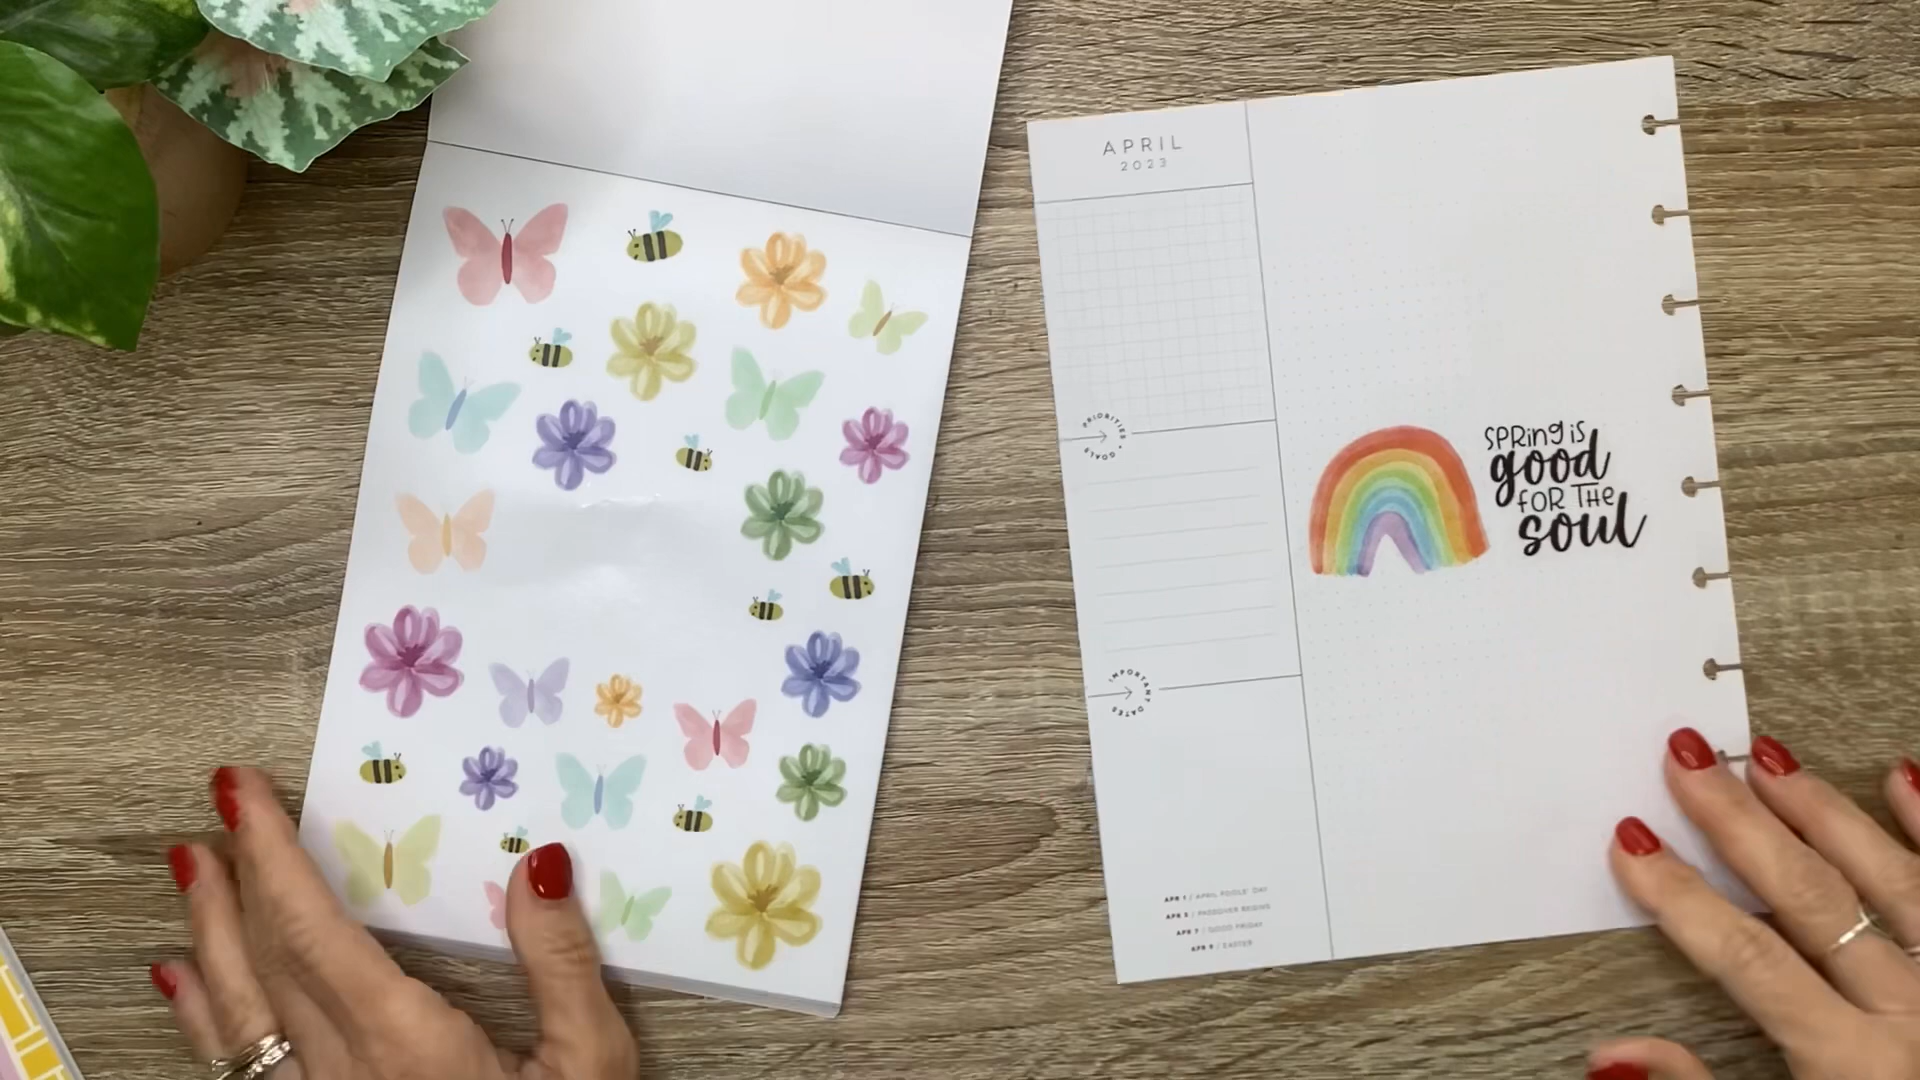 APRIL
2023
PRIORITIES + GOALS
IMPORTANT DATES
APR 1 / APRIL FOOLS' DAY
APR 5 / PASSOVER BEGINS
APR 7 / GOOD FRIDAY
APR 9 / EASTER
SPRing is
good
FOR THE
soul